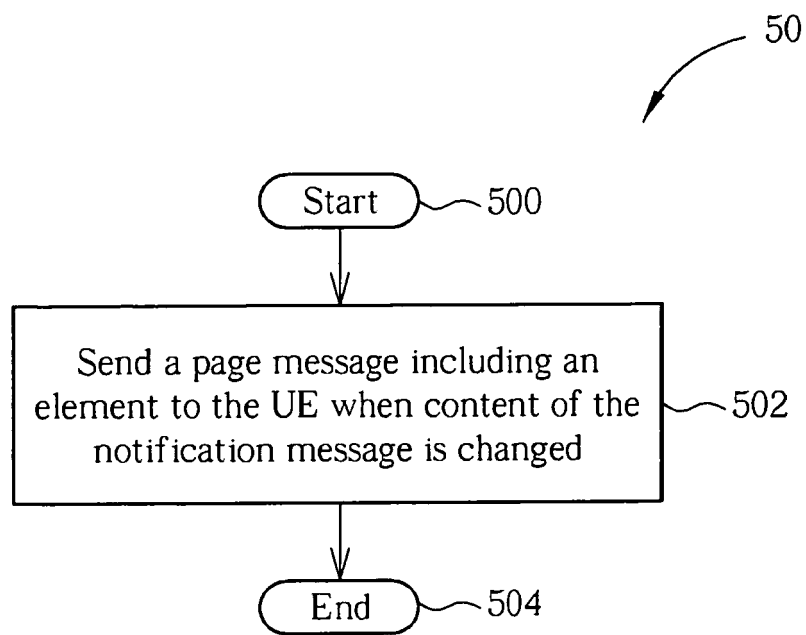 50
Start
500
Send a page message including an
element to the UE when content of the
notification message is changed
502
End
504